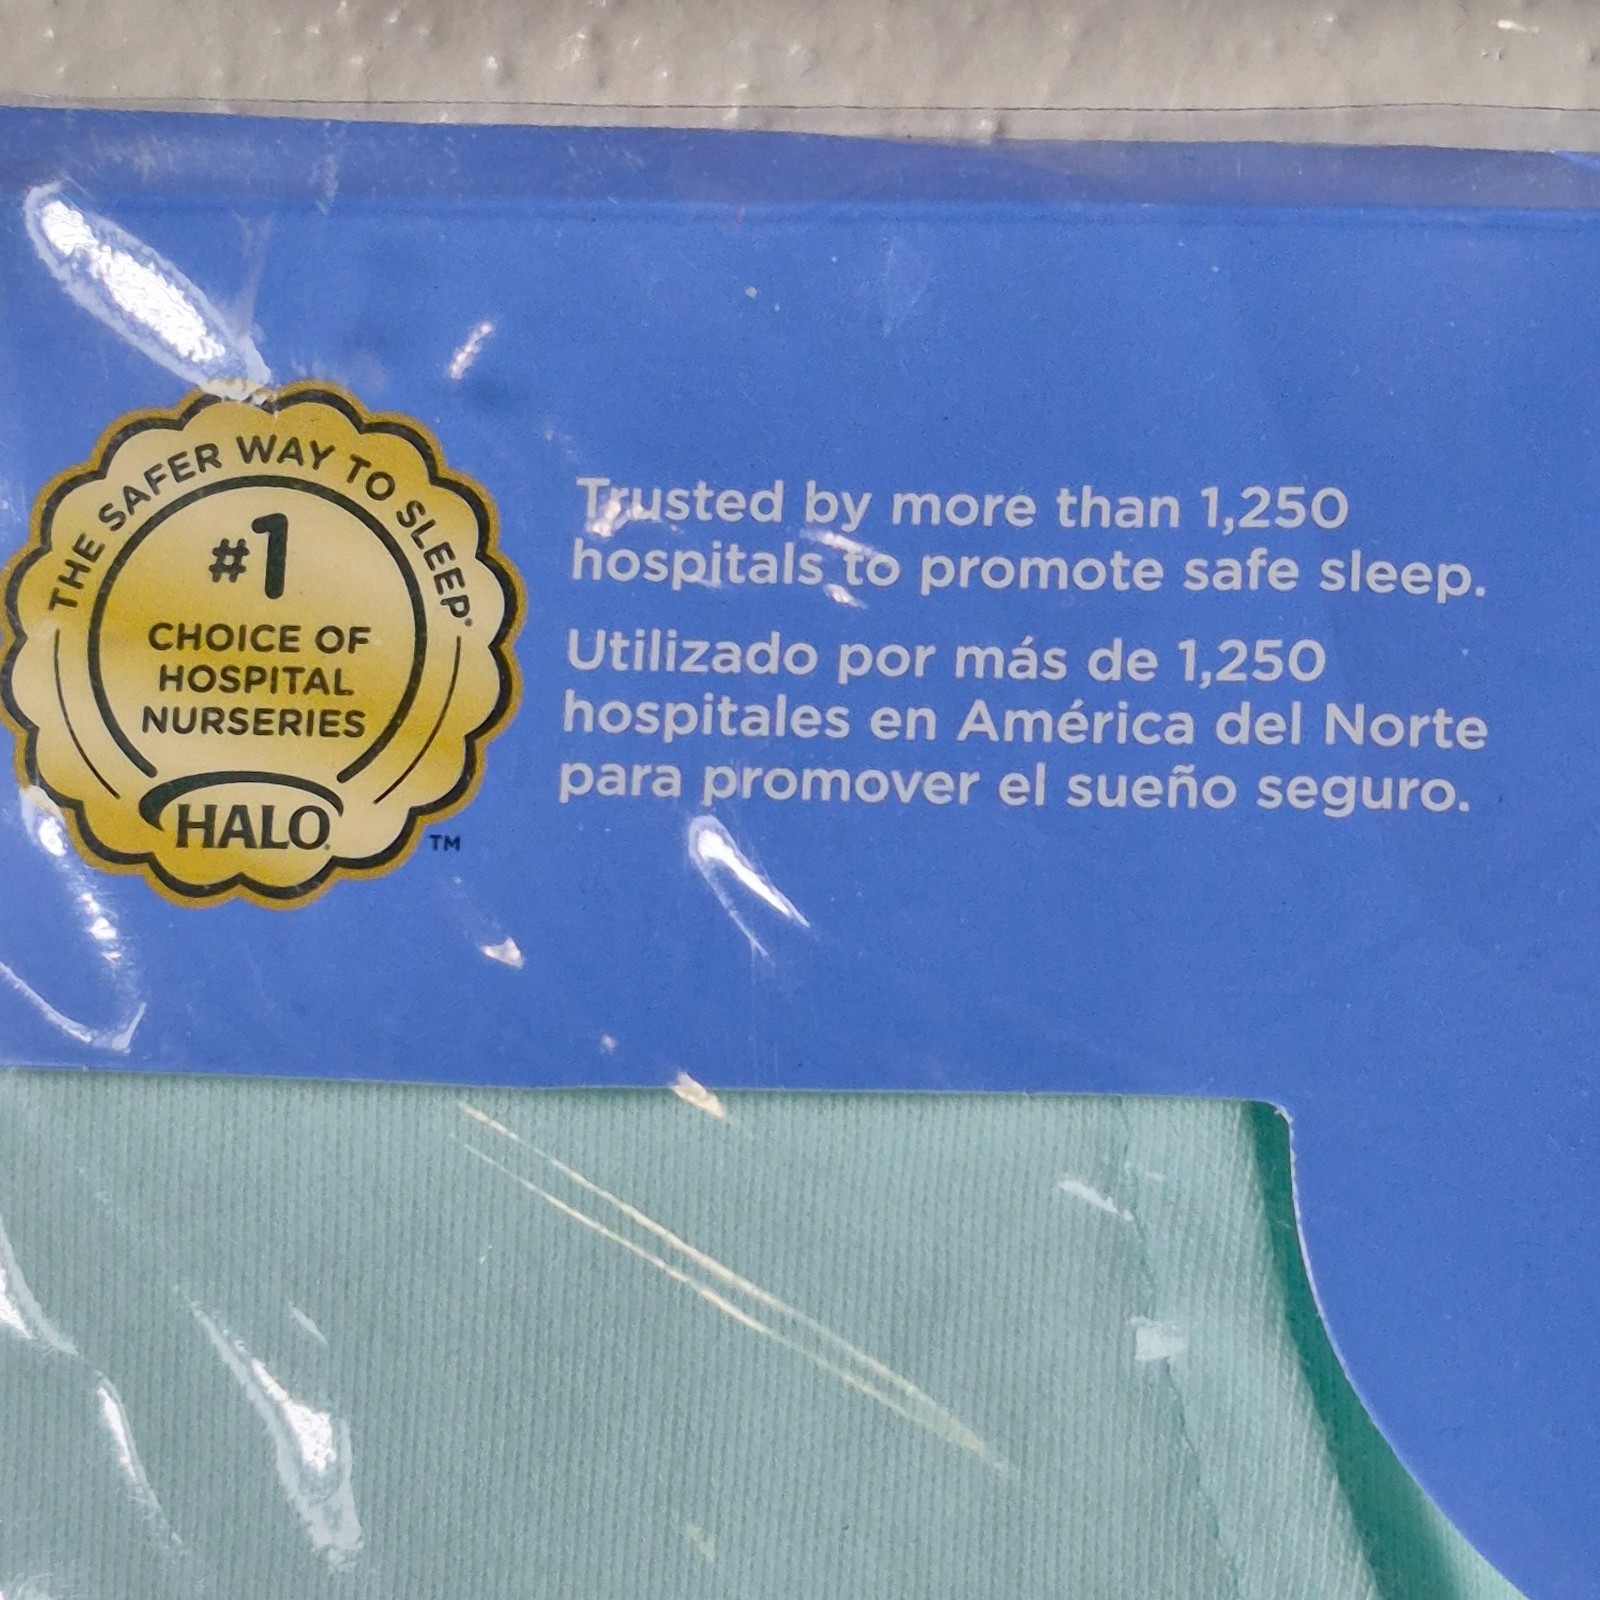 THE SAFER WAY TO SLEEP®
#1
CHOICE OF
HOSPITAL
NURSERIES
HALO®
TM
Trusted by more than 1,250
hospitals to promote safe sleep.
Utilizado por más de 1,250
hospitales en América del Norte
para promover el sueño seguro.